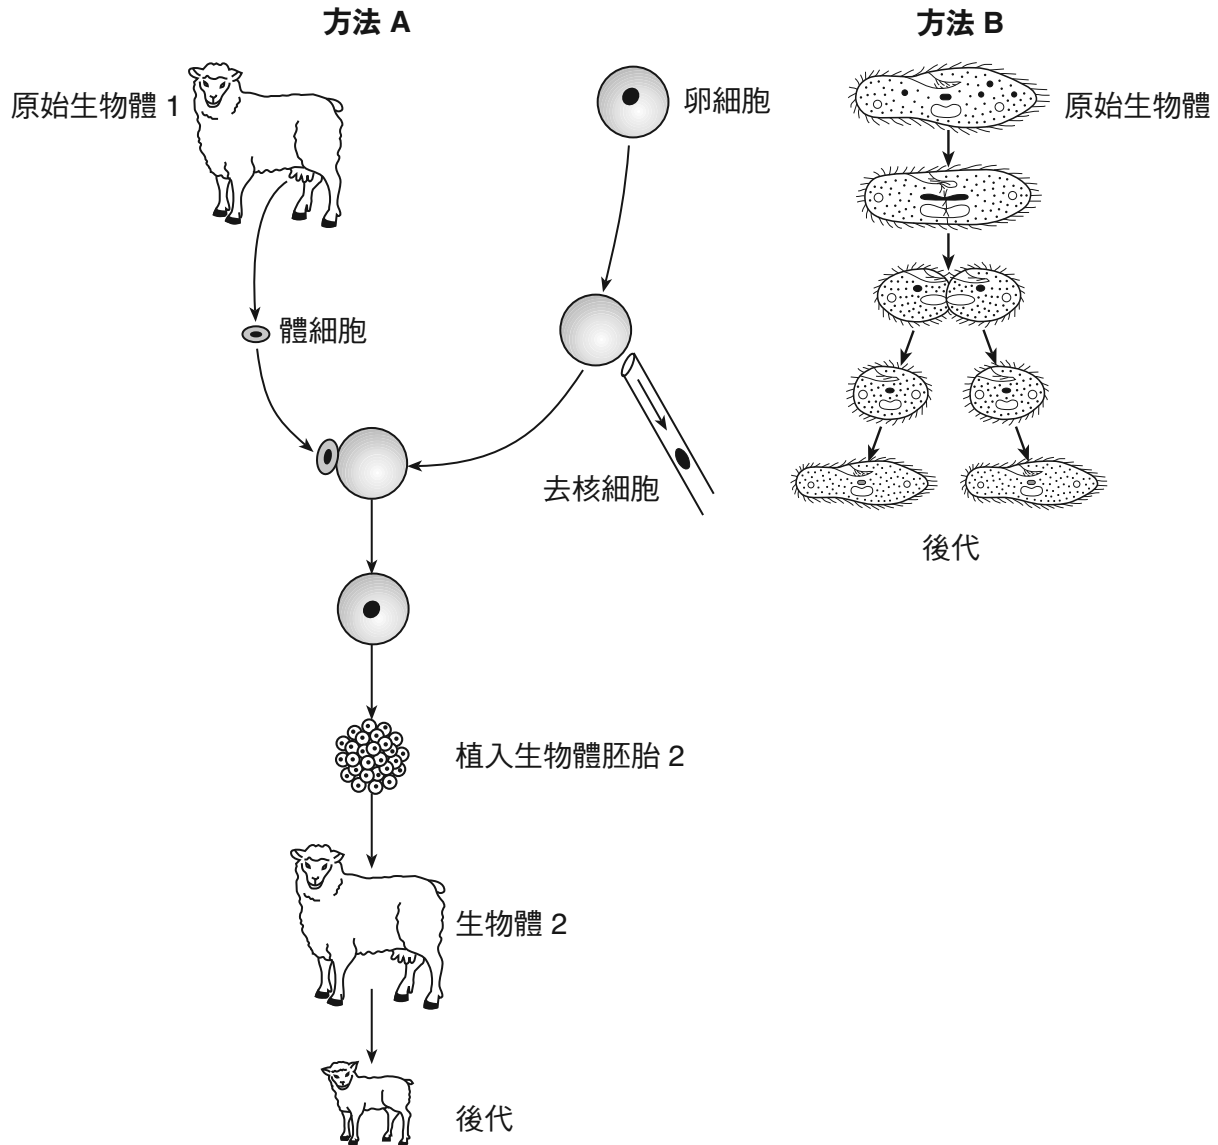 方法 A
方法 B
原始生物體 1
卵細胞
原始生物體
體細胞
去核細胞
後代
植入生物體胚胎 2
生物體 2
後代